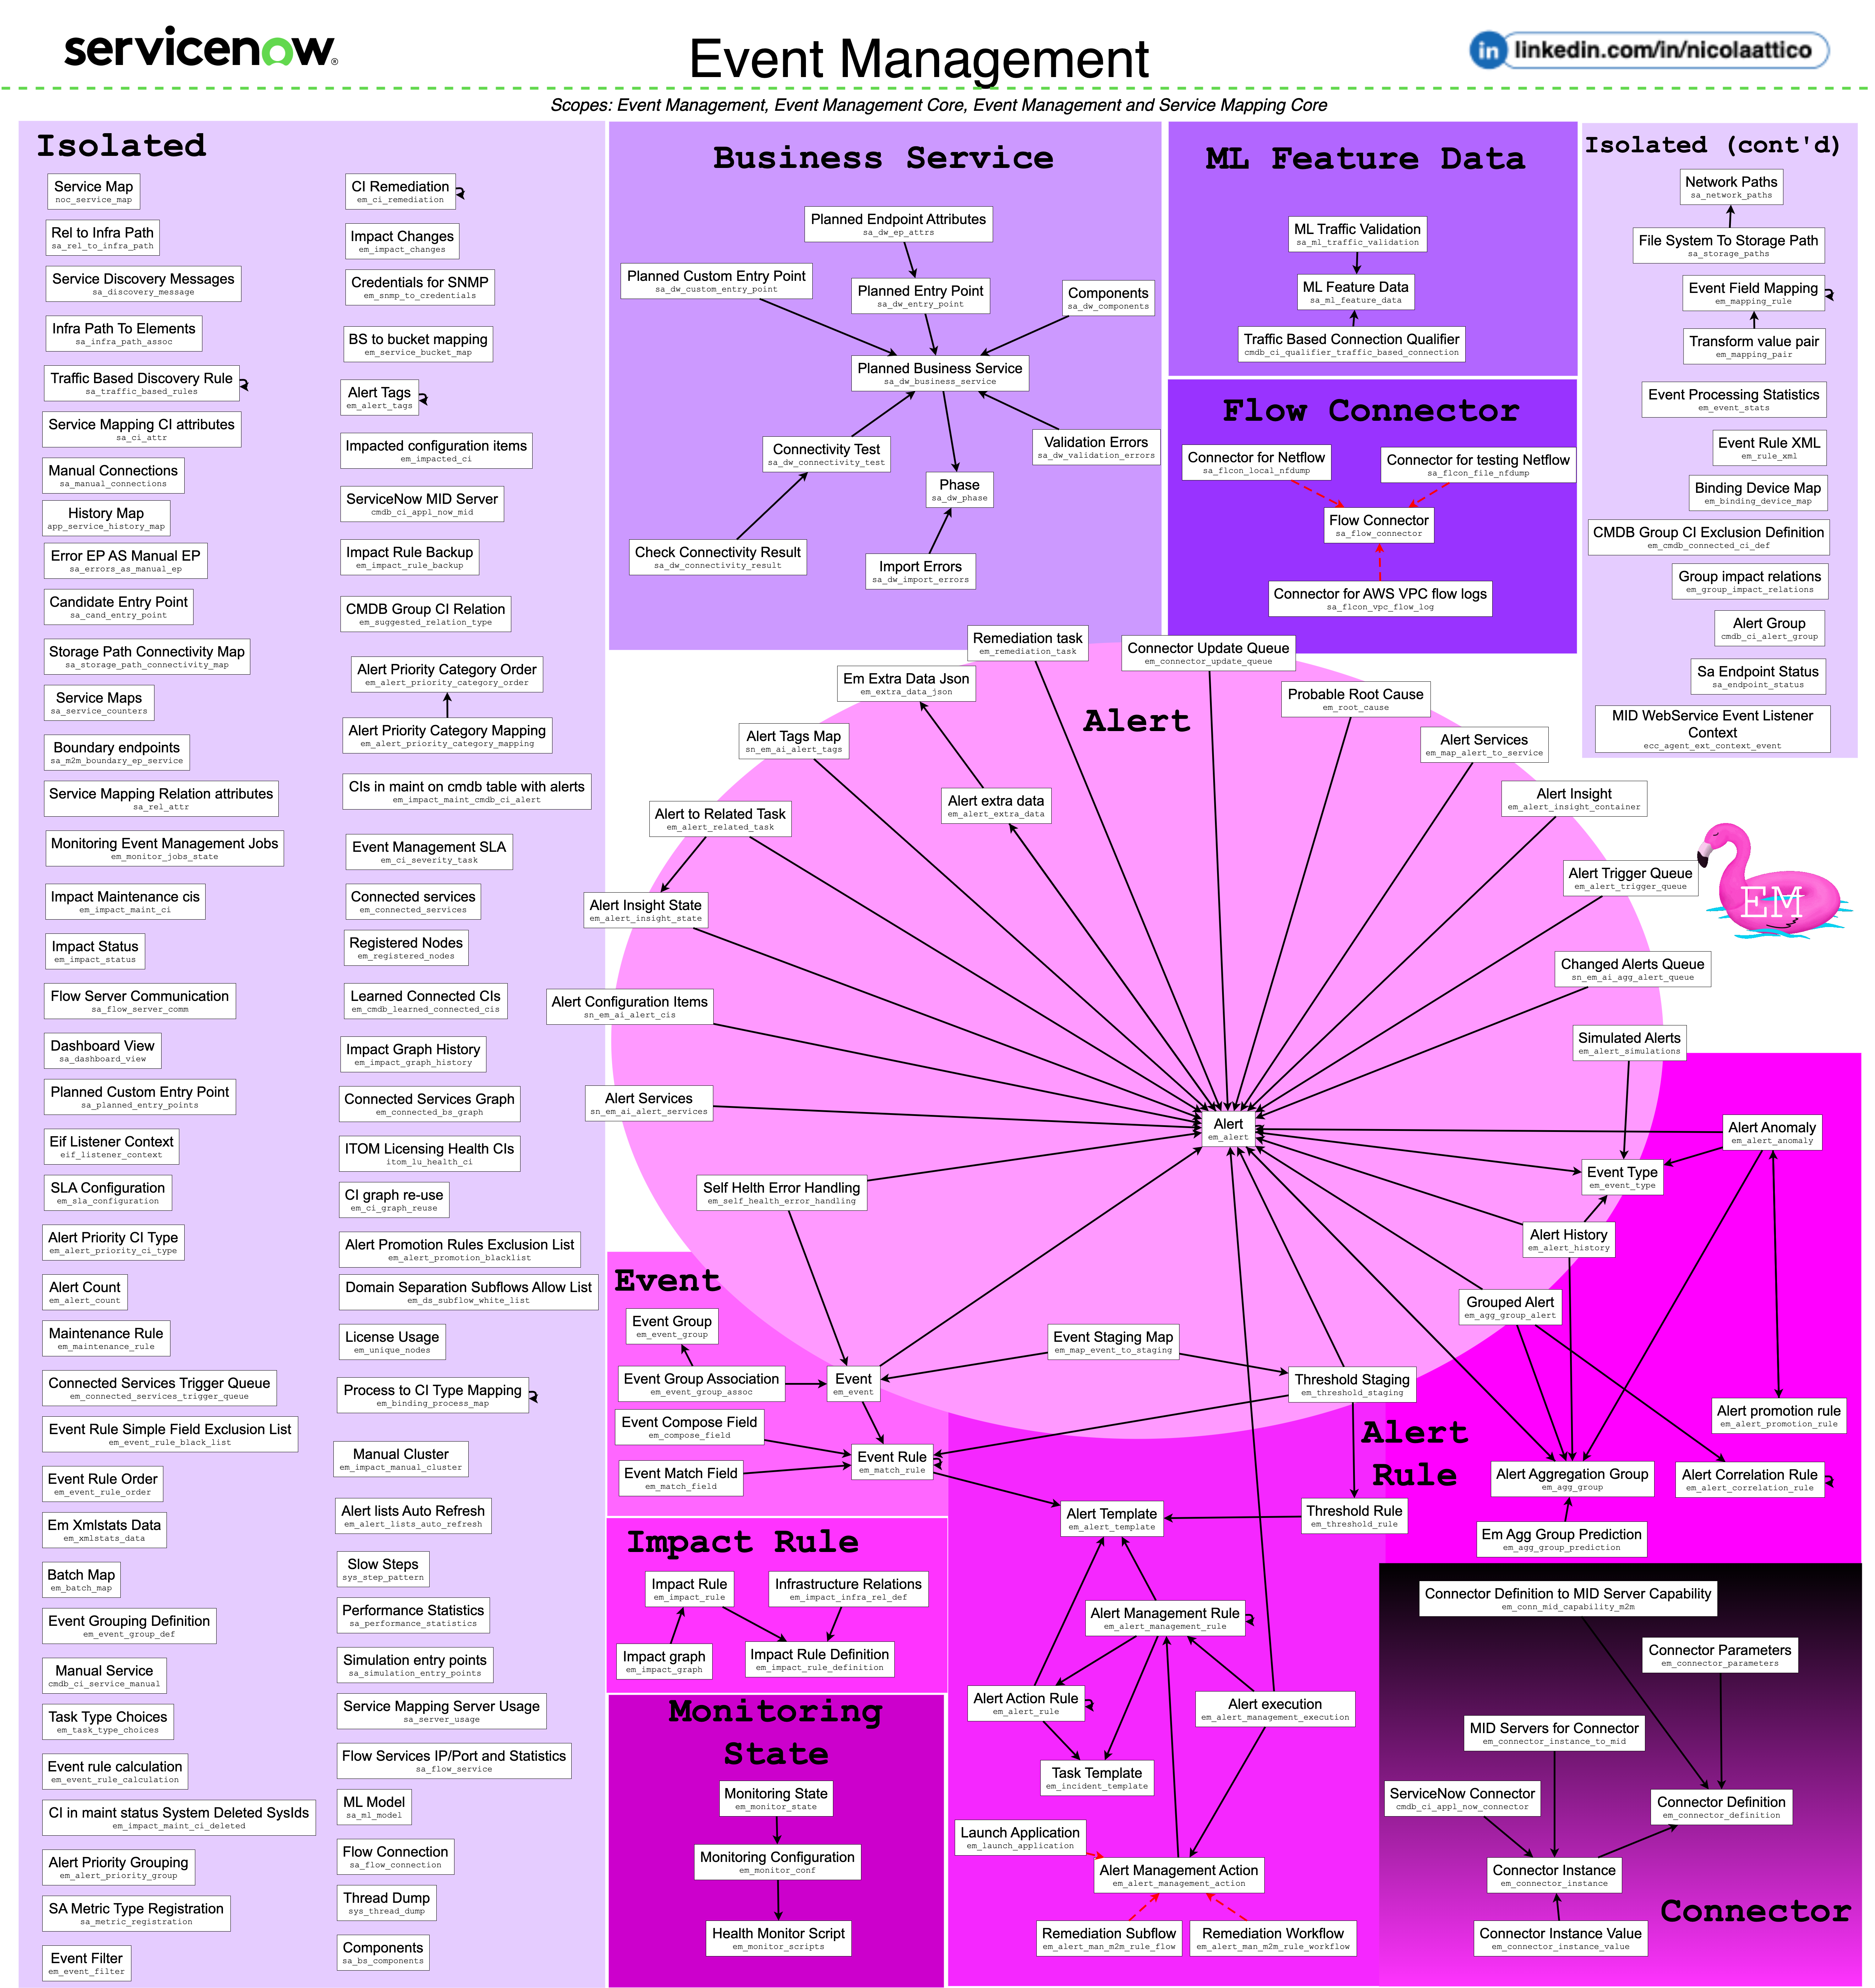 servicenow®
Event Management
in linkedin.com/in/nicolaattico
Scopes: Event Management, Event Management Core, Event Management and Service Mapping Core
Isolated
Service Map
noc_service_map
Rel to Infra Path
sa_rel_to_infra_path
Service Discovery Messages
sa_discovery_message
Infra Path To Elements
sa_infra_path_assoc
Traffic Based Discovery Rule
sa_traffic_based_rules
Service Mapping CI attributes
sa_ci_attr
Manual Connections
sa_manual_connections
History Map
app_service_history_map
Error EP AS Manual EP
sa_errors_as_manual_ep
Candidate Entry Point
sa_cand_entry_point
Storage Path Connectivity Map
sa_storage_path_connectivity_map
Service Maps
sa_service_counters
Boundary endpoints
sa_m2m_boundary_ep_service
Service Mapping Relation attributes
sa_rel_attr
Monitoring Event Management Jobs
em_monitor_jobs_state
Impact Maintenance cis
em_impact_maint_ci
Impact Status
em_impact_status
Flow Server Communication
sa_flow_server_comm
Dashboard View
sa_dashboard_view
Planned Custom Entry Point
sa_planned_entry_points
Eif Listener Context
eif_listener_context
SLA Configuration
em_sla_configuration
Alert Priority CI Type
em_alert_priority_ci_type
Alert Count
em_alert_count
Maintenance Rule
em_maintenance_rule
Connected Services Trigger Queue
em_connected_services_trigger_queue
Event Rule Simple Field Exclusion List
em_event_rule_black_list
Event Rule Order
em_event_rule_order
Em Xmlstats Data
em_xmlstats_data
Batch Map
em_batch_map
Event Grouping Definition
em_event_group_def
Manual Service
cmdb_ci_service_manual
Task Type Choices
em_task_type_choices
Event rule calculation
em_event_rule_calculation
CI in maint status System Deleted SysIds
em_impact_maint_ci_deleted
Alert Priority Grouping
em_alert_priority_group
SA Metric Type Registration
sa_metric_registration
Event Filter
em_event_filter
CI Remediation
em_ci_remediation
Impact Changes
em_impact_changes
Credentials for SNMP
em_snmp_to_credentials
BS to bucket mapping
em_service_bucket_map
Alert Tags
em_alert_tags
Impacted configuration items
em_impacted_ci
ServiceNow MID Server
cmdb_ci_appl_now_mid
Impact Rule Backup
em_impact_rule_backup
CMDB Group CI Relation
em_suggested_relation_type
Alert Priority Category Order
em_alert_priority_category_order
Alert Priority Category Mapping
em_alert_priority_category_mapping
CIs in maint on cmdb table with alerts
em_impact_maint_cmdb_ci_alert
Event Management SLA
em_ci_severity_task
Connected services
em_connected_services
Registered Nodes
em_registered_nodes
Learned Connected CIs
em_cmdb_learned_connected_cis
Impact Graph History
em_impact_graph_history
Connected Services Graph
em_connected_bs_graph
ITOM Licensing Health CIs
itom_lu_health_ci
CI graph re-use
em_ci_graph_reuse
Alert Promotion Rules Exclusion List
em_alert_promotion_blacklist
Domain Separation Subflows Allow List
em_ds_subflow_white_list
License Usage
em_unique_nodes
Process to CI Type Mapping
em_binding_process_map
Manual Cluster
em_impact_manual_cluster
Alert lists Auto Refresh
em_alert_lists_auto_refresh
Slow Steps
sys_step_pattern
Performance Statistics
sa_performance_statistics
Simulation entry points
sa_simulation_entry_points
Service Mapping Server Usage
sa_server_usage
Flow Services IP/Port and Statistics
sa_flow_service
ML Model
sa_ml_model
Flow Connection
sa_flow_connection
Thread Dump
sys_thread_dump
Components
sa_bs_components
Business Service
Planned Endpoint Attributes
sa_dw_ep_attrs
Planned Custom Entry Point
sa_dw_custom_entry_point
Planned Entry Point
sa_dw_entry_point
Components
sa_dw_components
Planned Business Service
sa_dw_business_service
Connectivity Test
sa_dw_connectivity_test
Validation Errors
sa_dw_validation_errors
Phase
sa_dw_phase
Check Connectivity Result
sa_dw_connectivity_result
Import Errors
sa_dw_import_errors
ML Feature Data
ML Traffic Validation
sa_ml_traffic_validation
ML Feature Data
sa_ml_feature_data
Traffic Based Connection Qualifier
cmdb_ci_qualifier_traffic_based_connection
Flow Connector
Connector for Netflow
sa_flcon_local_nfdump
Connector for testing Netflow
sa_flcon_file_nfdump
Flow Connector
sa_flow_connector
Connector for AWS VPC flow logs
sa_flcon_vpc_flow_log
Isolated (cont'd)
Network Paths
sa_network_paths
File System To Storage Path
sa_storage_paths
Event Field Mapping
em_mapping_rule
Transform value pair
em_mapping_pair
Event Processing Statistics
em_event_stats
Event Rule XML
em_rule_xml
Binding Device Map
em_binding_device_map
CMDB Group CI Exclusion Definition
em_cmdb_connected_ci_def
Group impact relations
em_group_impact_relations
Alert Group
cmdb_ci_alert_group
Sa Endpoint Status
sa_endpoint_status
MID WebService Event Listener
Context
ecc_agent_ext_context_event
EM
Alert
Remediation task
em_remediation_task
Connector Update Queue
em_connector_update_queue
Em Extra Data Json
em_extra_data_json
Probable Root Cause
em_root_cause
Alert Tags Map
sn_em_ai_alert_tags
Alert Services
em_map_alert_to_service
Alert extra data
em_alert_extra_data
Alert Insight
em_alert_insight_container
Alert to Related Task
em_alert_related_task
Alert Trigger Queue
em_alert_trigger_queue
Alert Insight State
em_alert_insight_state
Changed Alerts Queue
sn_em_ai_agg_alert_queue
Alert Configuration Items
sn_em_ai_alert_cis
Simulated Alerts
em_alert_simulations
Alert Services
sn_em_ai_alert_services
Alert
em_alert
Alert Anomaly
em_alert_anomaly
Event Type
em_event_type
Self Helth Error Handling
em_self_health_error_handling
Alert History
em_alert_history
Grouped Alert
em_agg_group_alert
Event
Event Group
em_event_group
Event Staging Map
em_map_event_to_staging
Event Group Association
em_event_group_assoc
Event
em_event
Threshold Staging
em_threshold_staging
Event Compose Field
em_compose_field
Event Rule
em_match_rule
Event Match Field
em_match_field
Alert
Rule
Alert promotion rule
em_alert_promotion_rule
Alert Aggregation Group
em_agg_group
Alert Correlation Rule
em_alert_correlation_rule
Em Agg Group Prediction
em_agg_group_prediction
Alert Template
em_alert_template
Threshold Rule
em_threshold_rule
Alert Management Rule
em_alert_management_rule
Alert Action Rule
em_alert_rule
Alert execution
em_alert_management_execution
Task Template
em_incident_template
Launch Application
em_launch_application
Alert Management Action
em_alert_management_action
Remediation Subflow
em_alert_man_m2m_rule_flow
Remediation Workflow
em_alert_man_m2m_rule_workflow
Impact Rule
Impact Rule
em_impact_rule
Infrastructure Relations
em_impact_infra_rel_def
Impact graph
em_impact_graph
Impact Rule Definition
em_impact_rule_definition
Monitoring
State
Monitoring State
em_monitor_state
Monitoring Configuration
em_monitor_conf
Health Monitor Script
em_monitor_scripts
Connector Definition to MID Server Capability
em_conn_mid_capability_m2m
Connector Parameters
em_connector_parameters
MID Servers for Connector
em_connector_instance_to_mid
ServiceNow Connector
cmdb_ci_appl_now_connector
Connector Definition
em_connector_definition
Connector Instance
em_connector_instance
Connector
Connector Instance Value
em_connector_instance_value